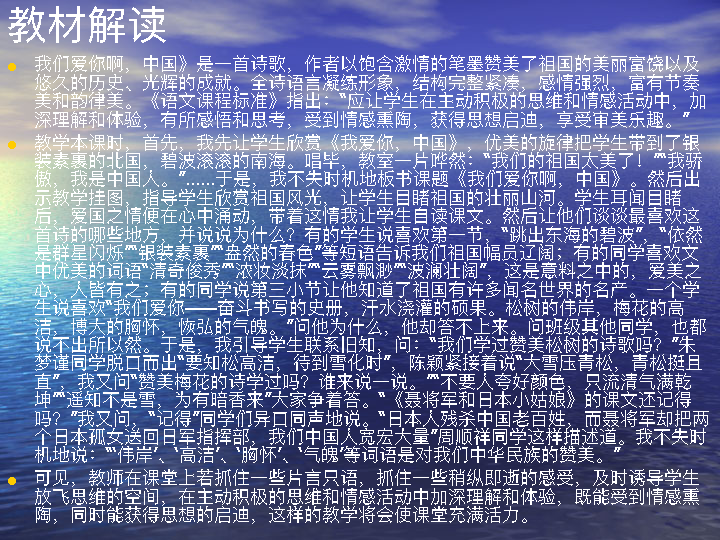 教材解读
我们爱你啊，中国》是一首诗歌，作者以饱含激情的笔墨赞美了祖国的美丽富饶以及
悠久的历史、光辉的成就。全诗语言凝练形象，结构完整紧凑，感情强烈，富有节奏
美和韵律美。《语文课程标准》指出：“应让学生在主动积极的思维和情感活动中，加
深理解和体验，有所感悟和思考，受到情感熏陶，获得思想启迪，享受审美乐趣。”
教学本课时，首先，我先让学生欣赏《我爱你，中国》，优美的旋律把学生带到了银
装素裹的北国，碧波滚滚的南海。唱毕，教室一片哗然：“我们的祖国太美了！”“我骄
傲，我是中国人。”……于是，我不失时机地板书课题《我们爱你啊，中国》。然后出
示教学挂图，指导学生欣赏祖国风光，让学生目睹祖国的壮丽山河。学生耳闻目睹
后，爱国之情便在心中涌动，带着这情我让学生自读课文。然后让他们谈谈最喜欢这
首诗的哪些地方，并说说为什么？有的学生说喜欢第一节，“跳出东海的碧波”、“依然
是群星闪烁”“银装素裹”“盎然的春色”等短语告诉我们祖国幅员辽阔；有的同学喜欢文
中优美的词语“清奇俊秀”“浓妆淡抹”“云雾飘渺”“波澜壮阔”，这是意料之中的，爱美之
心，人皆有之；有的同学说第三小节让他知道了祖国有许多闻名世界的名产。一个学
生说喜欢“我们爱你——奋斗书写的史册，汗水浇灌的硕果。松树的伟岸，梅花的高
洁，博大的胸怀，恢弘的气魄。”问他为什么，他却答不上来。问班级其他同学，也都
说不出所以然。于是，我引导学生联系旧知，问：“我们学过赞美松树的诗歌吗？”朱
梦谨同学脱口而出“要知松高洁，待到雪化时”，陈颖紧接着说“大雪压青松，青松挺且
直”。我又问“赞美梅花的诗学过吗？谁来说一说。”“不要人夸好颜色，只流清气满乾
坤”“遥知不是雪，为有暗香来”大家争着答。“《聂将军和日本小姑娘》的课文还记得
吗？”我又问，“记得”同学们异口同声地说。“日本人残杀中国老百姓，而聂将军却把两
个日本孤女送回日军指挥部，我们中国人宽宏大量”周顺祥同学这样描述道。我不失时
机地说：“‘伟岸’、‘高洁’、‘胸怀’、‘气魄’等词语是对我们中华民族的赞美。”
可见，教师在课堂上若抓住一些片言只语，抓住一些稍纵即逝的感受，及时诱导学生
放飞思维的空间，在主动积极的思维和情感活动中加深理解和体验，既能受到情感熏
陶，同时能获得思想的启迪，这样的教学将会使课堂充满活力。